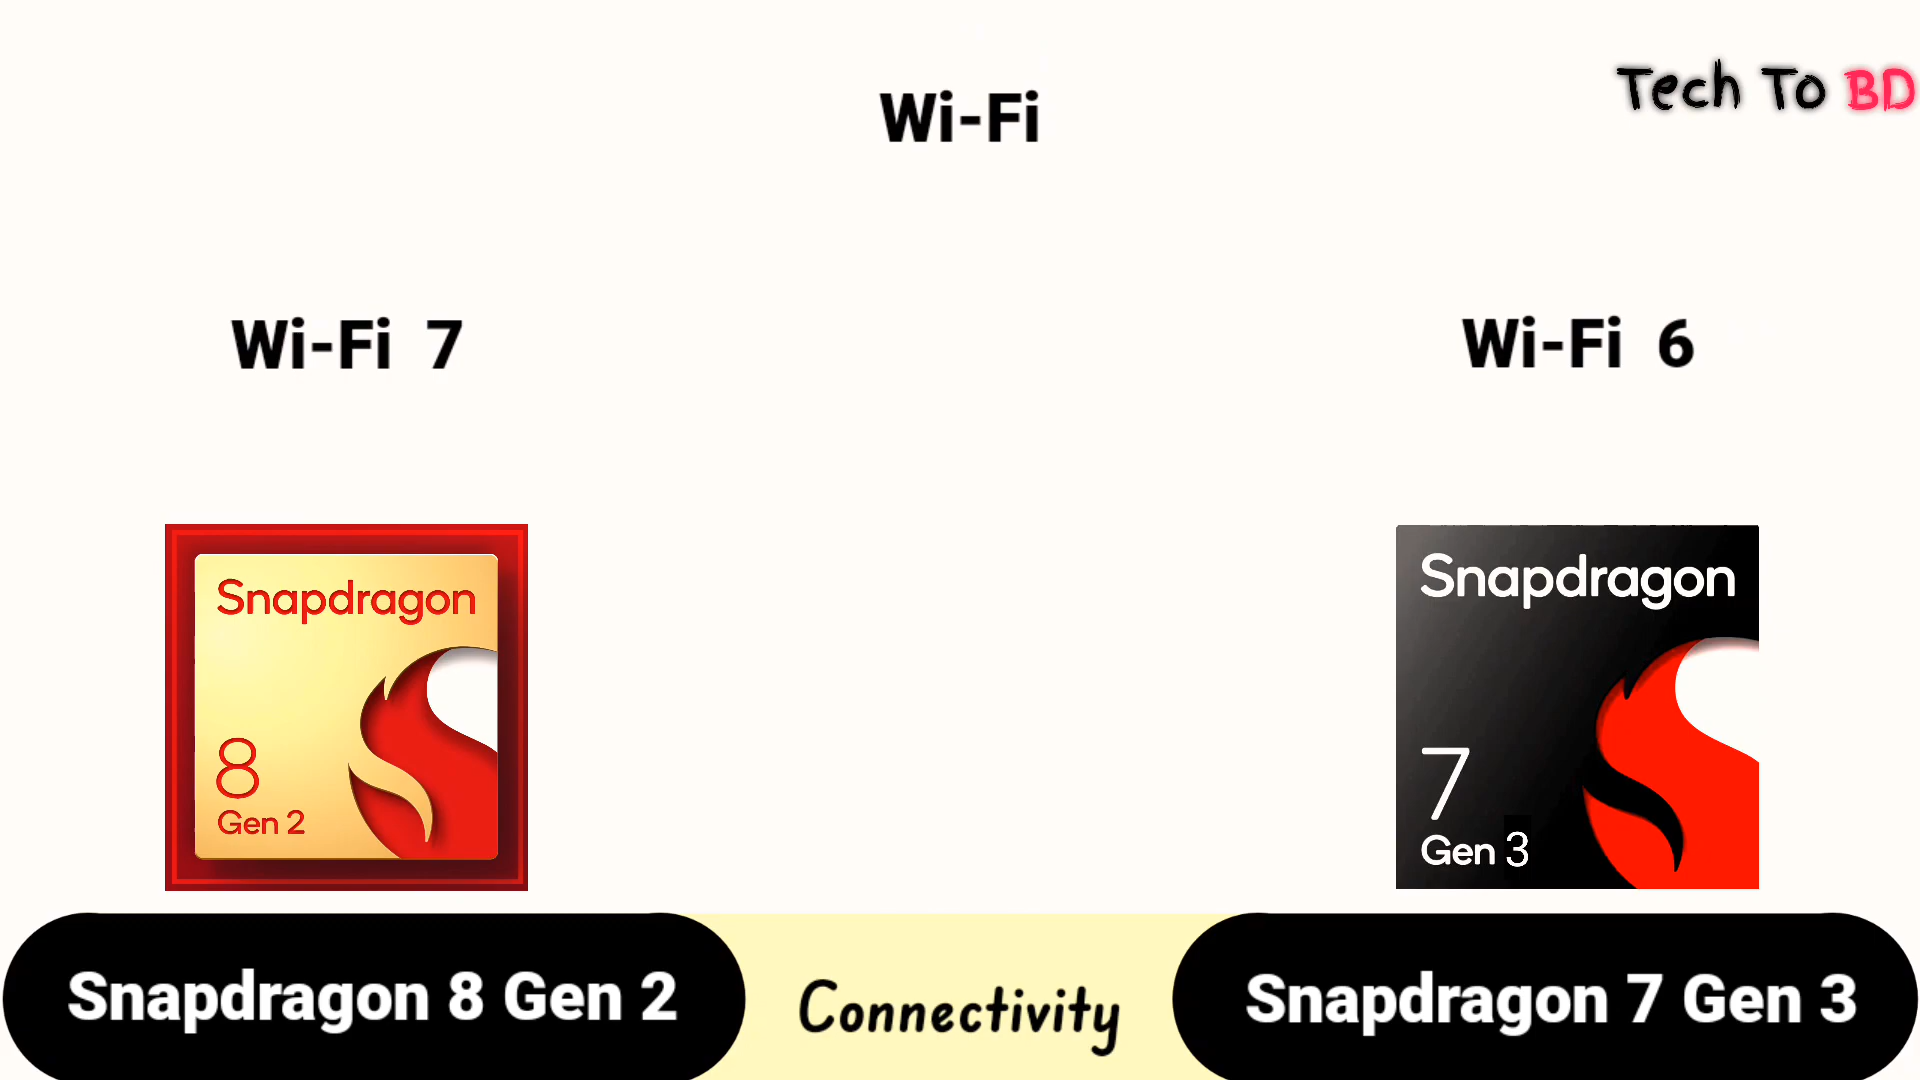 Wi-Fi
Tech To BD
Wi-Fi 7
Wi-Fi 6
Snapdragon
8
Gen 2
Snapdragon
7
Gen 3
Snapdragon 8 Gen 2
Connectivity
Snapdragon 7 Gen 3